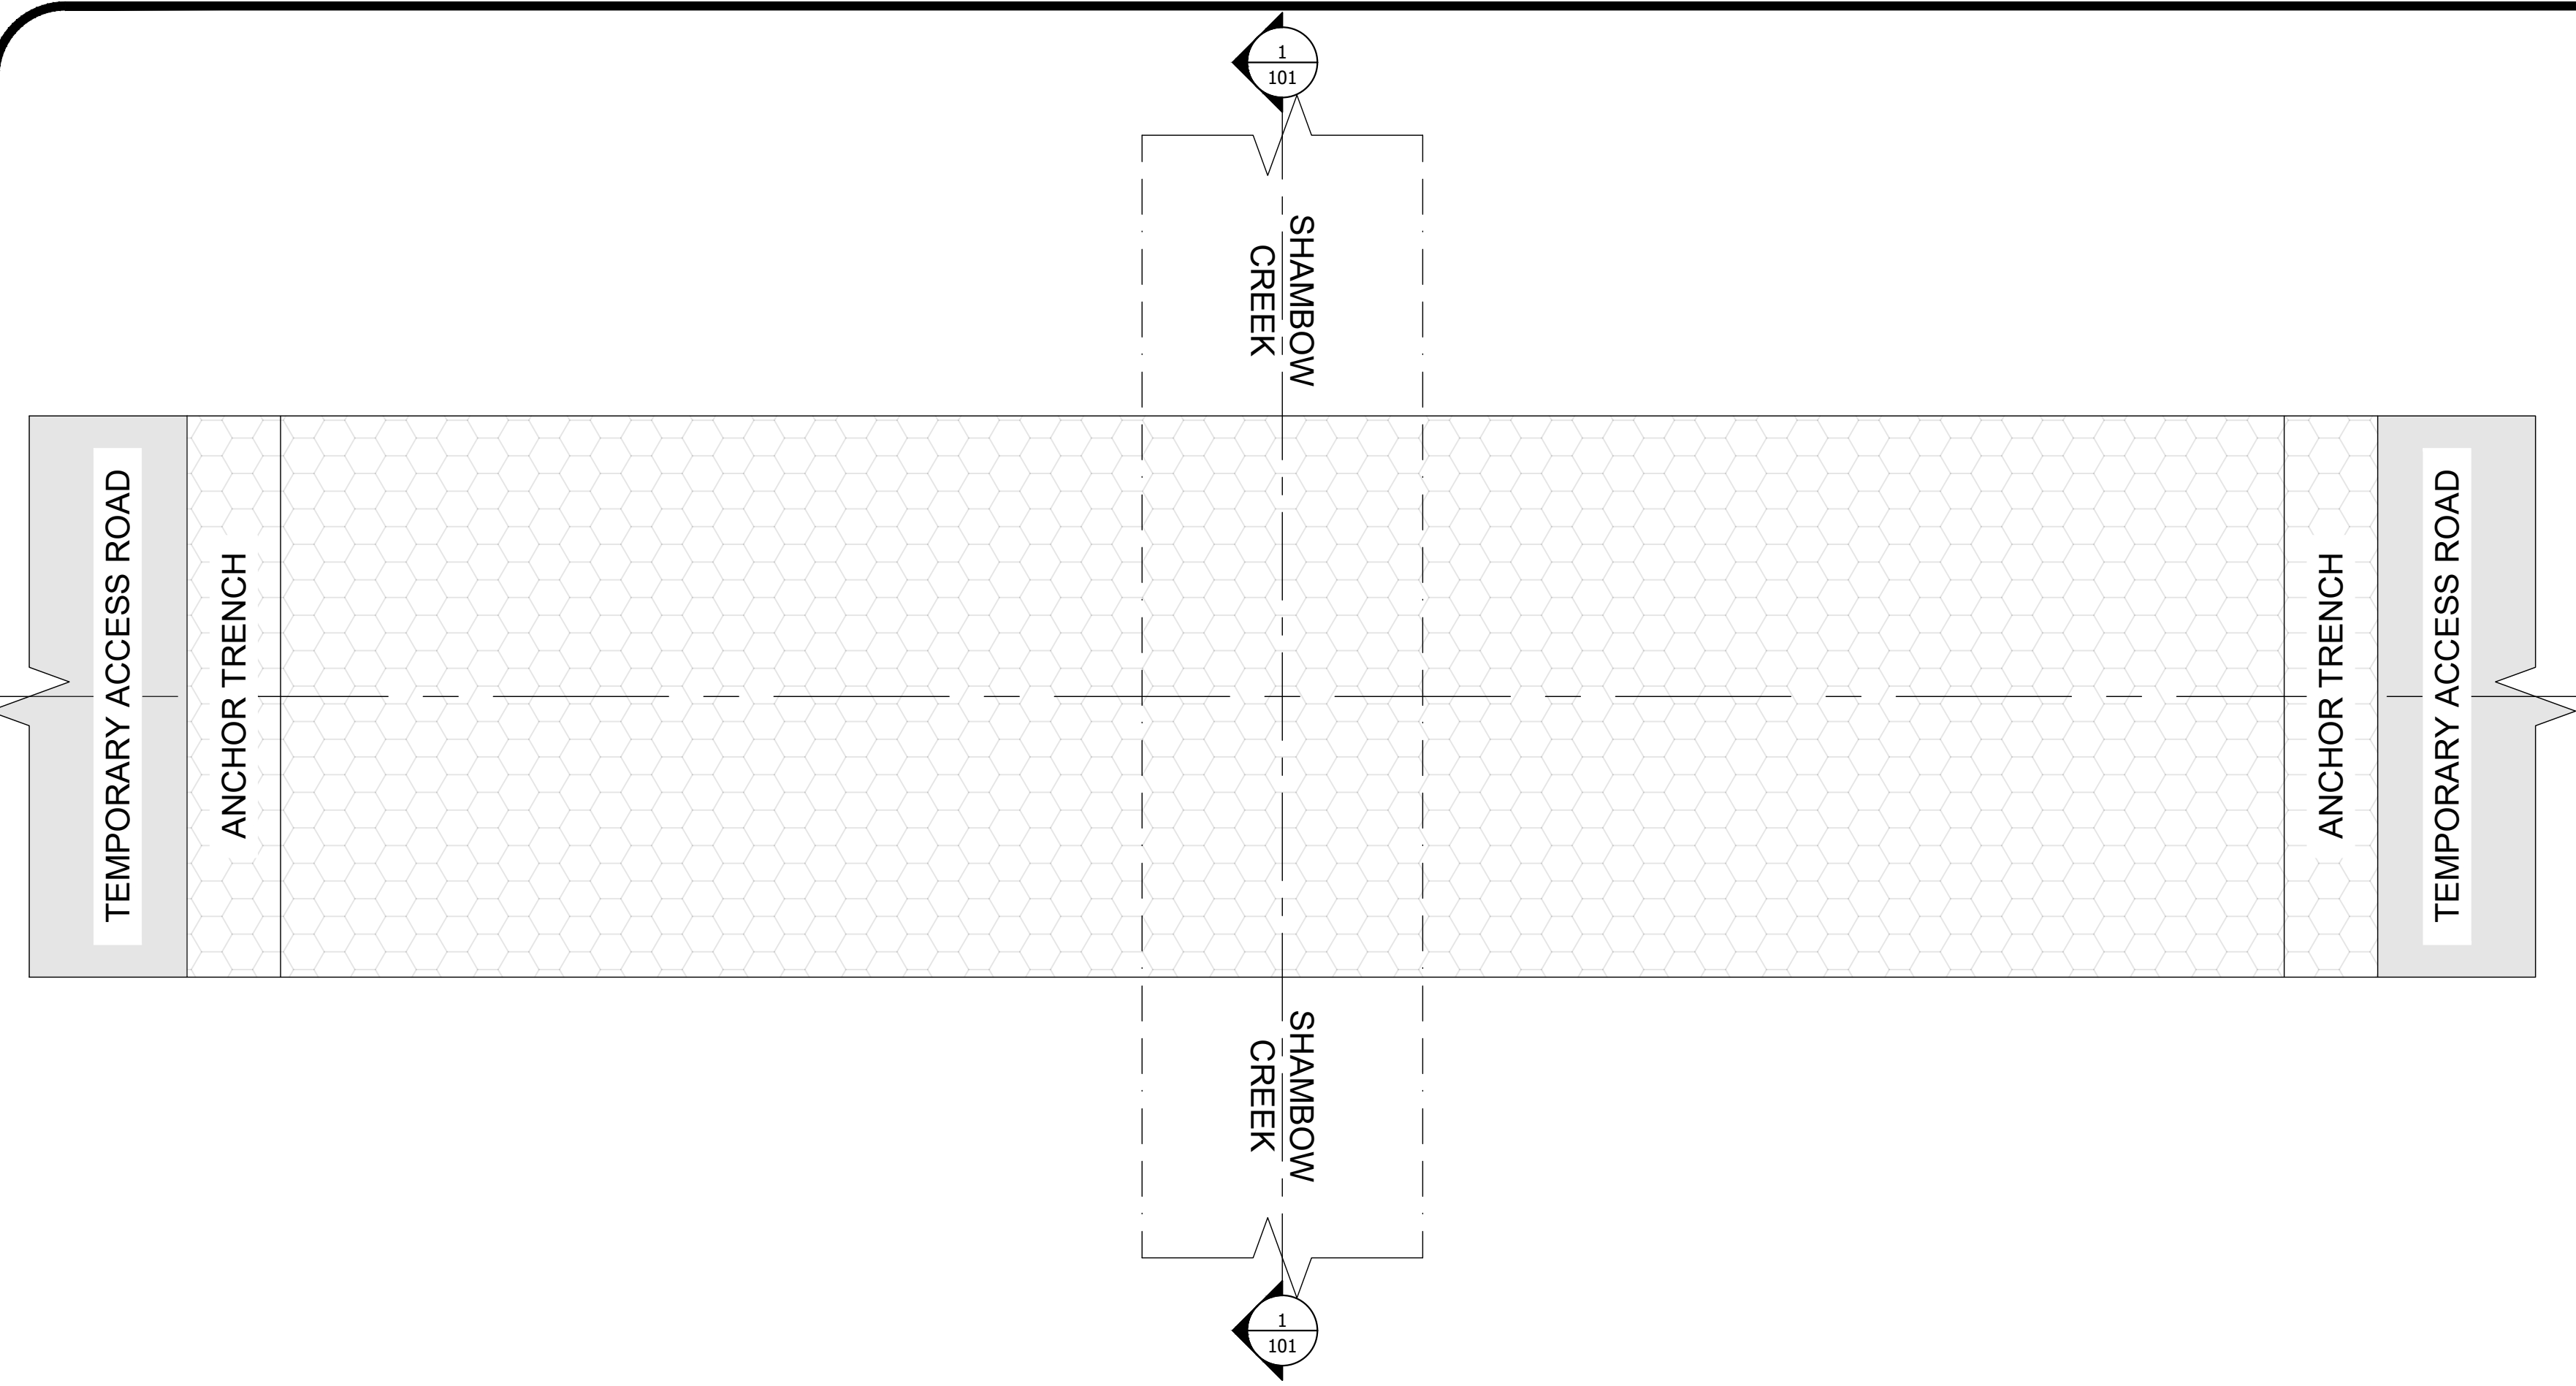 1
101
SHAMBOW
CREEK
TEMPORARY ACCESS ROAD
ANCHOR TRENCH
ANCHOR TRENCH
TEMPORARY ACCESS ROAD
SHAMBOW
CREEK
1
101